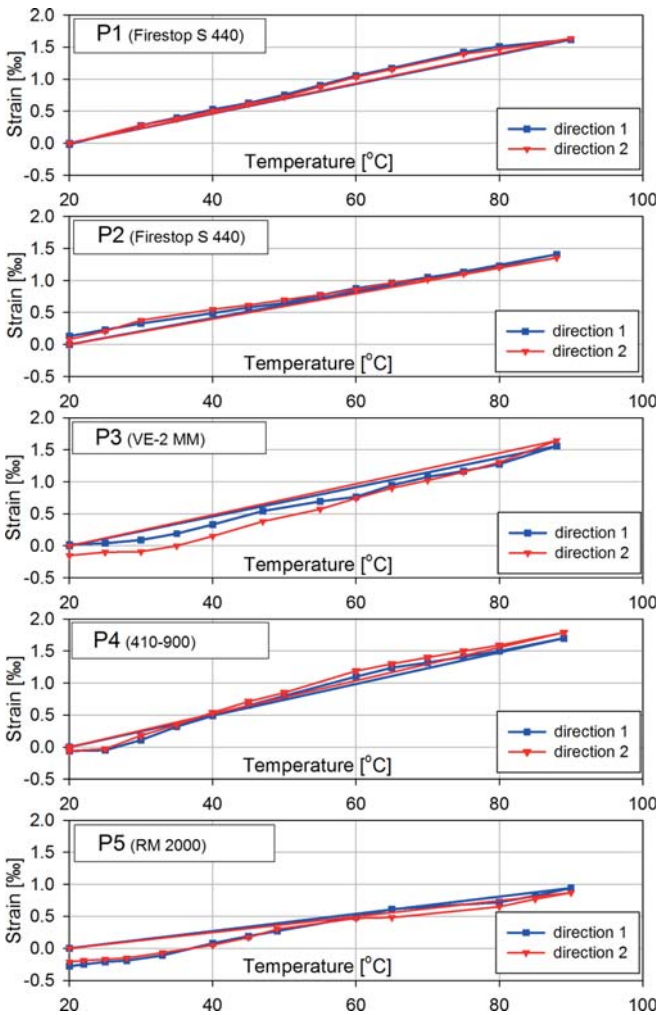 2.0
P1 (Firestop S 440)
1.5
1.0
0.5
0.0
-0.5
Strain [‰]
direction 1
direction 2
Temperature [°C]
20 40 60 80 100
2.0
P2 (Firestop S 440)
1.5
1.0
0.5
0.0
-0.5
Strain [‰]
direction 1
direction 2
Temperature [°C]
20 40 60 80 100
2.0
P3 (VE-2 MM)
1.5
1.0
0.5
0.0
-0.5
Strain [‰]
direction 1
direction 2
Temperature [°C]
20 40 60 80 100
2.0
P4 (410-900)
1.5
1.0
0.5
0.0
-0.5
Strain [‰]
direction 1
direction 2
Temperature [°C]
20 40 60 80 100
2.0
P5 (RM 2000)
1.5
1.0
0.5
0.0
-0.5
Strain [‰]
direction 1
direction 2
Temperature [°C]
20 40 60 80 100